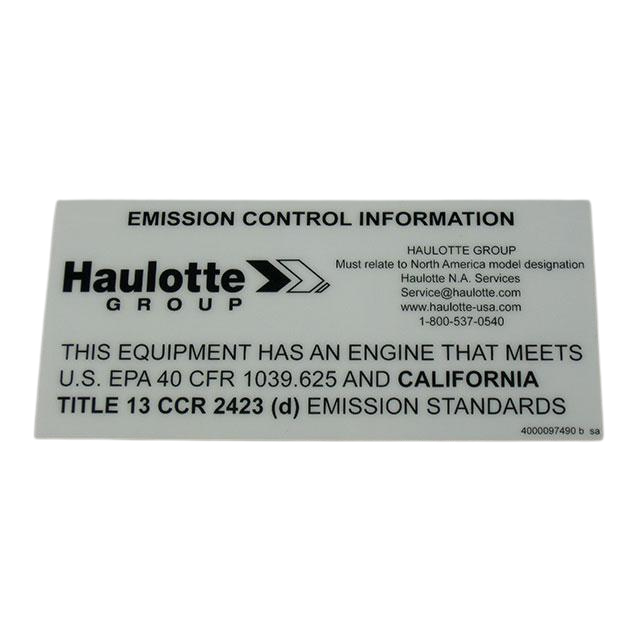 EMISSION CONTROL INFORMATION
Haulotte
GROUP
HAULOTTE GROUP
Must relate to North America model designation
Haulotte N.A. Services
Service@haulotte.com
www.haulotte-usa.com
1-800-537-0540
THIS EQUIPMENT HAS AN ENGINE THAT MEETS
U.S. EPA 40 CFR 1039.625 AND CALIFORNIA
TITLE 13 CCR 2423 (d) EMISSION STANDARDS
4000097490 b sa